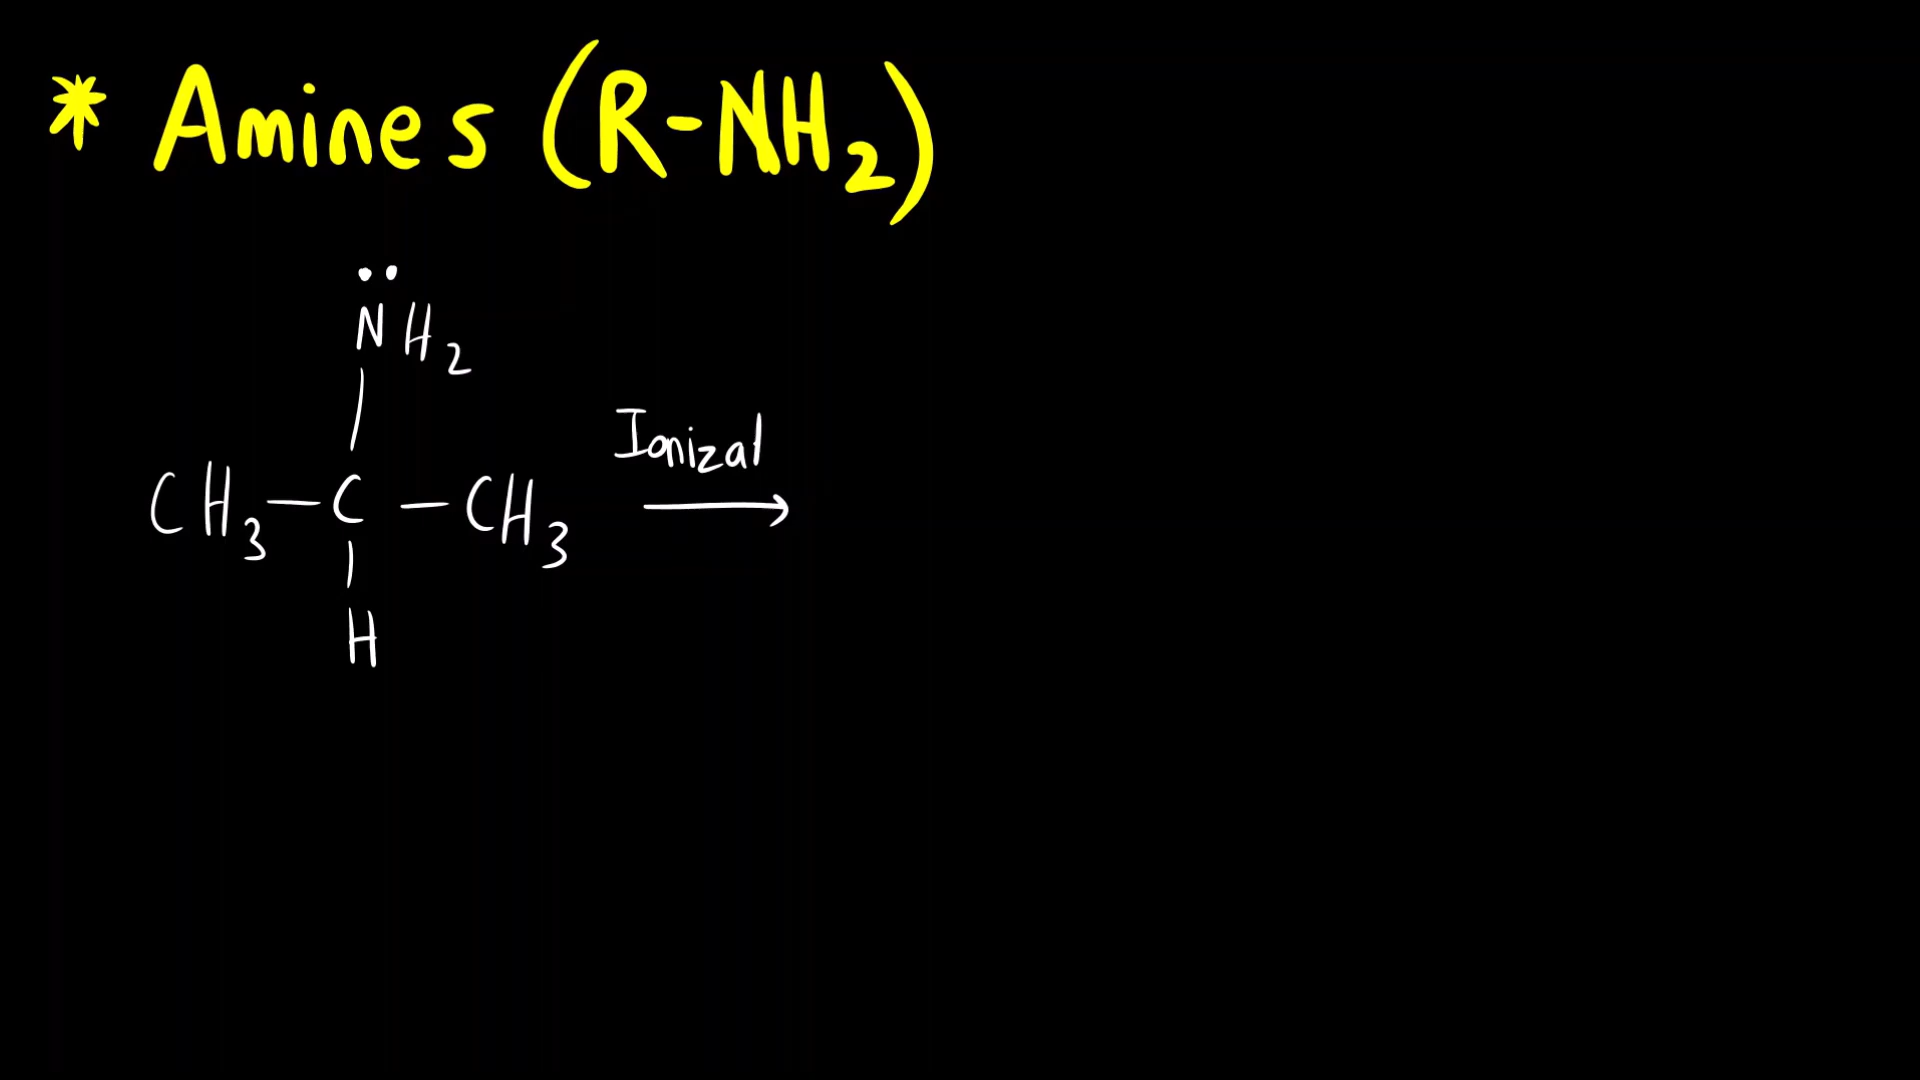 * Amines (R-NH₂)
NH₂
Ionizal
CH₃-C-CH₃
H